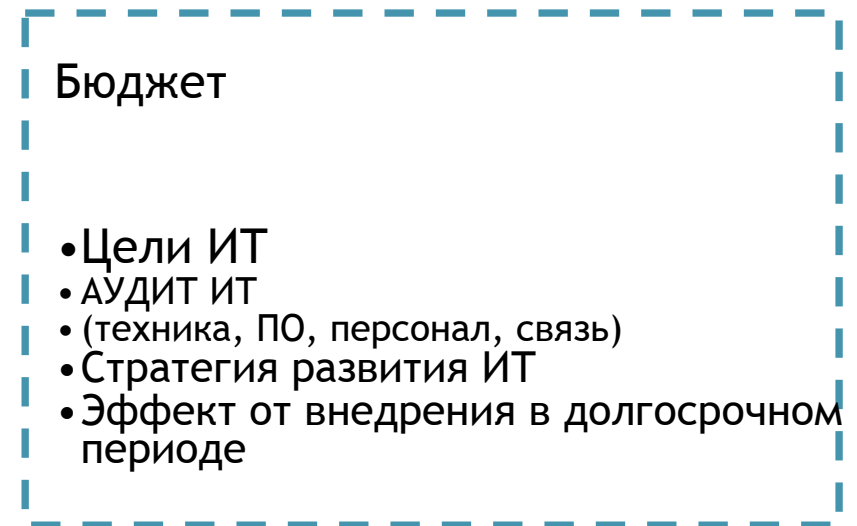 Бюджет
•Цели ИТ
•АУДИТ ИТ
•(техника, ПО, персонал, связь)
•Стратегия развития ИТ
•Эффект от внедрения в долгосрочном
периоде